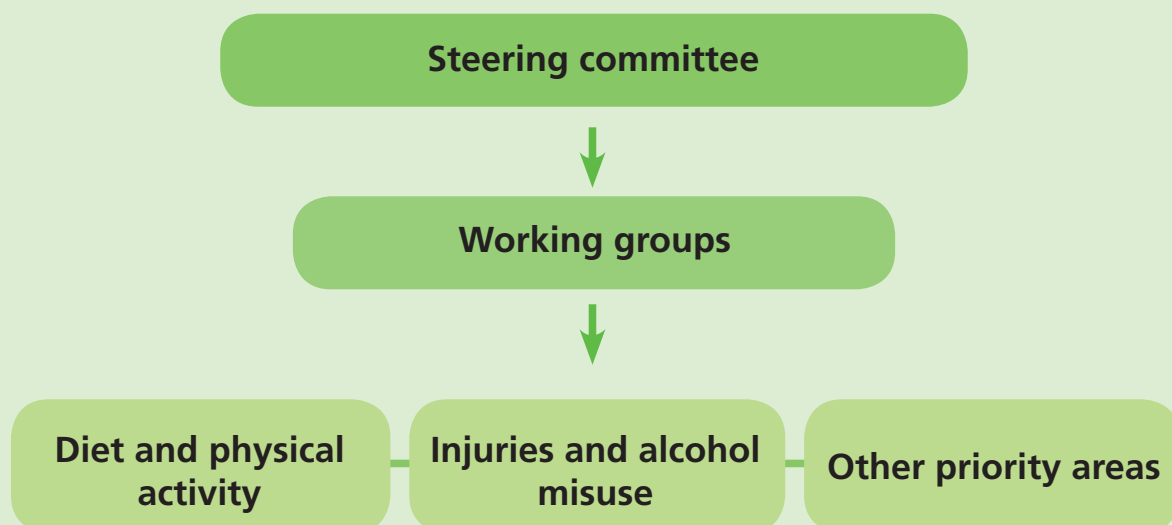 Steering committee
Working groups
Diet and physical
activity
Injuries and alcohol
misuse
Other priority areas